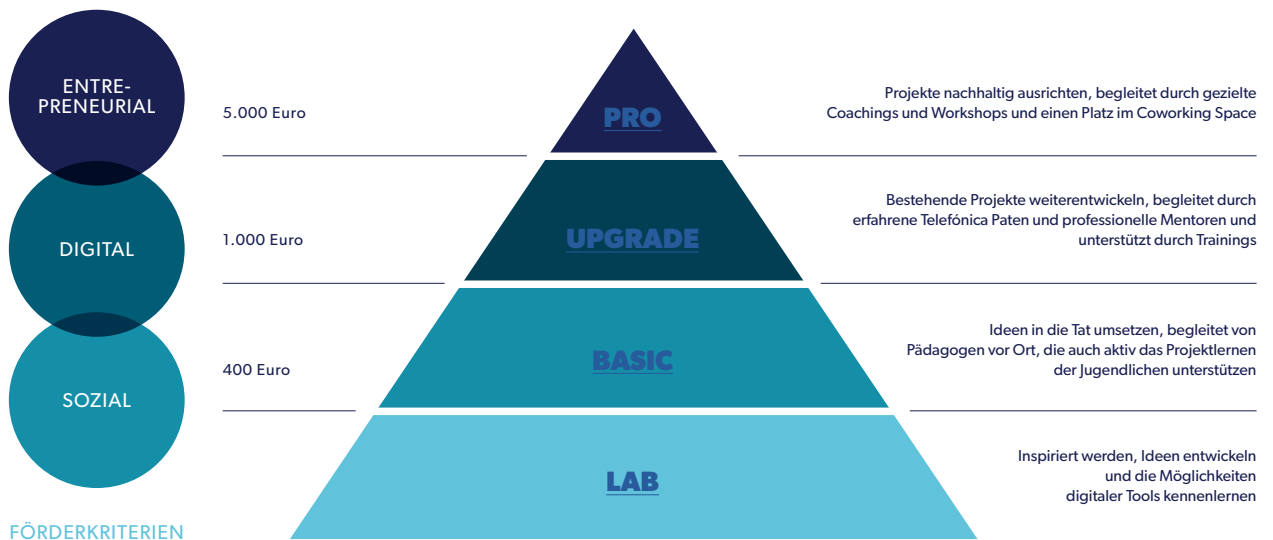 ENTRE-
PRENEURIAL
DIGITAL
SOZIAL
FÖRDERKRITERIEN
5.000 Euro
PRO
Projekte nachhaltig ausrichten, begleitet durch gezielte
Coachings und Workshops und einen Platz im Coworking Space
1.000 Euro
UPGRADE
Bestehende Projekte weiterentwickeln, begleitet durch
erfahrene Telefónica Paten und professionelle Mentoren und
unterstützt durch Trainings
400 Euro
BASIC
Ideen in die Tat umsetzen, begleitet von
Pädagogen vor Ort, die auch aktiv das Projektlernen
der Jugendlichen unterstützen
LAB
Inspiriert werden, Ideen entwickeln
und die Möglichkeiten
digitaler Tools kennenlernen